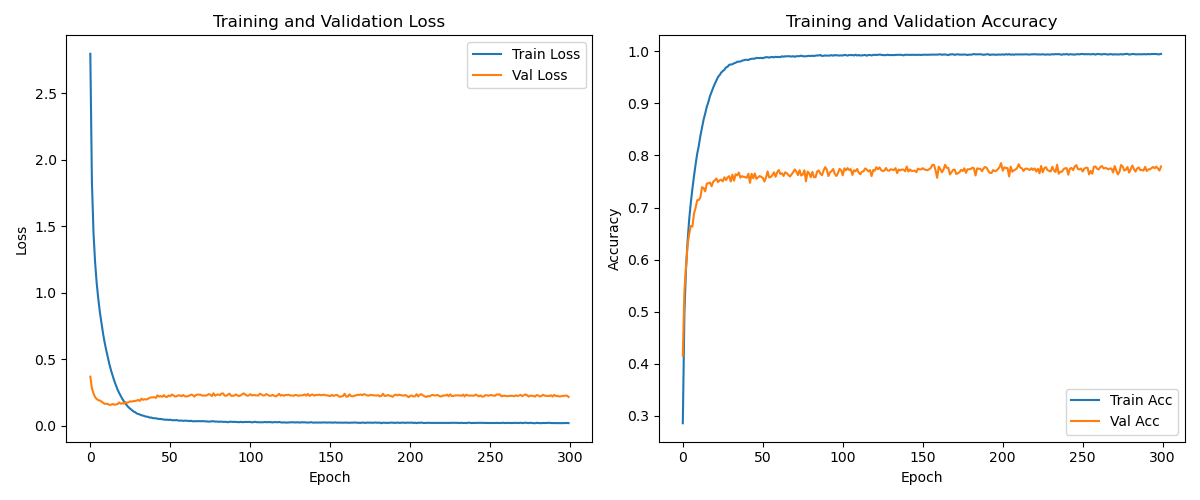 Training and Validation Loss
Train Loss
Val Loss
2.5
2.0
1.5
1.0
0.5
0.0
Loss
0 50 100 150 200 250 300
Epoch
Training and Validation Accuracy
1.0
0.9
0.8
0.7
0.6
0.5
0.4
0.3
Accuracy
Train Acc
Val Acc
0 50 100 150 200 250 300
Epoch